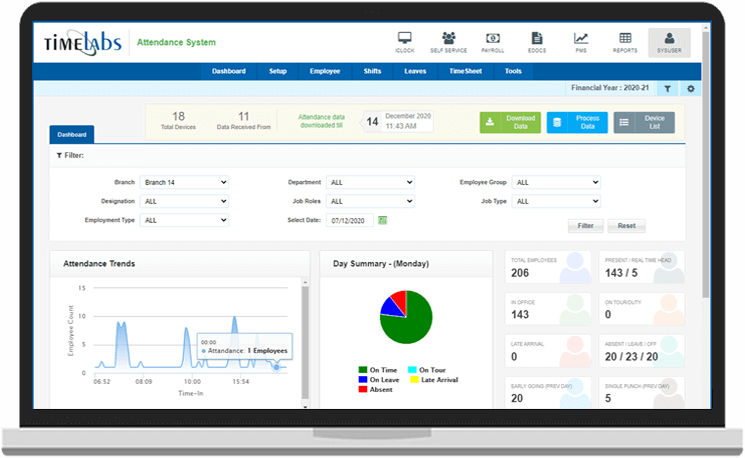 TIMELABS Attendance System
ICLOCK SELF SERVICE PAYROLL EDOCS PMS REPORTS SYSUSER
Dashboard Setup Employee Shifts Leaves TimeSheet Tools
Financial Year : 2020-21
18 11 Attendance data 14 December 2020 Download Process Device
Total Devices Data Received From downloaded till 11:43 AM Data Data List
Dashboard
Filter:
Branch Branch 14 Department ALL Employee Group ALL
Designation ALL Job Roles ALL Job Type ALL
Employment Type ALL Select Date: 07/12/2020
Filter Reset
Attendance Trends
Employee Count
15
10
5
0
00:00
Attendance: 1 Employees
06:52 08:09 10:00 15:54
Time-In
Day Summary - (Monday)
On Time On Tour
On Leave Late Arrival
Absent
TOTAL EMPLOYEES PRESENT / REAL TIME HEAD
206 143 / 5
IN OFFICE ON TOUR/DUTY
143 0
LATE ARRIVAL ABSENT / LEAVE / OFF
0 20 / 23 / 20
EARLY GOING (PREV DAY) SINGLE PUNCH (PREV DAY)
20 5